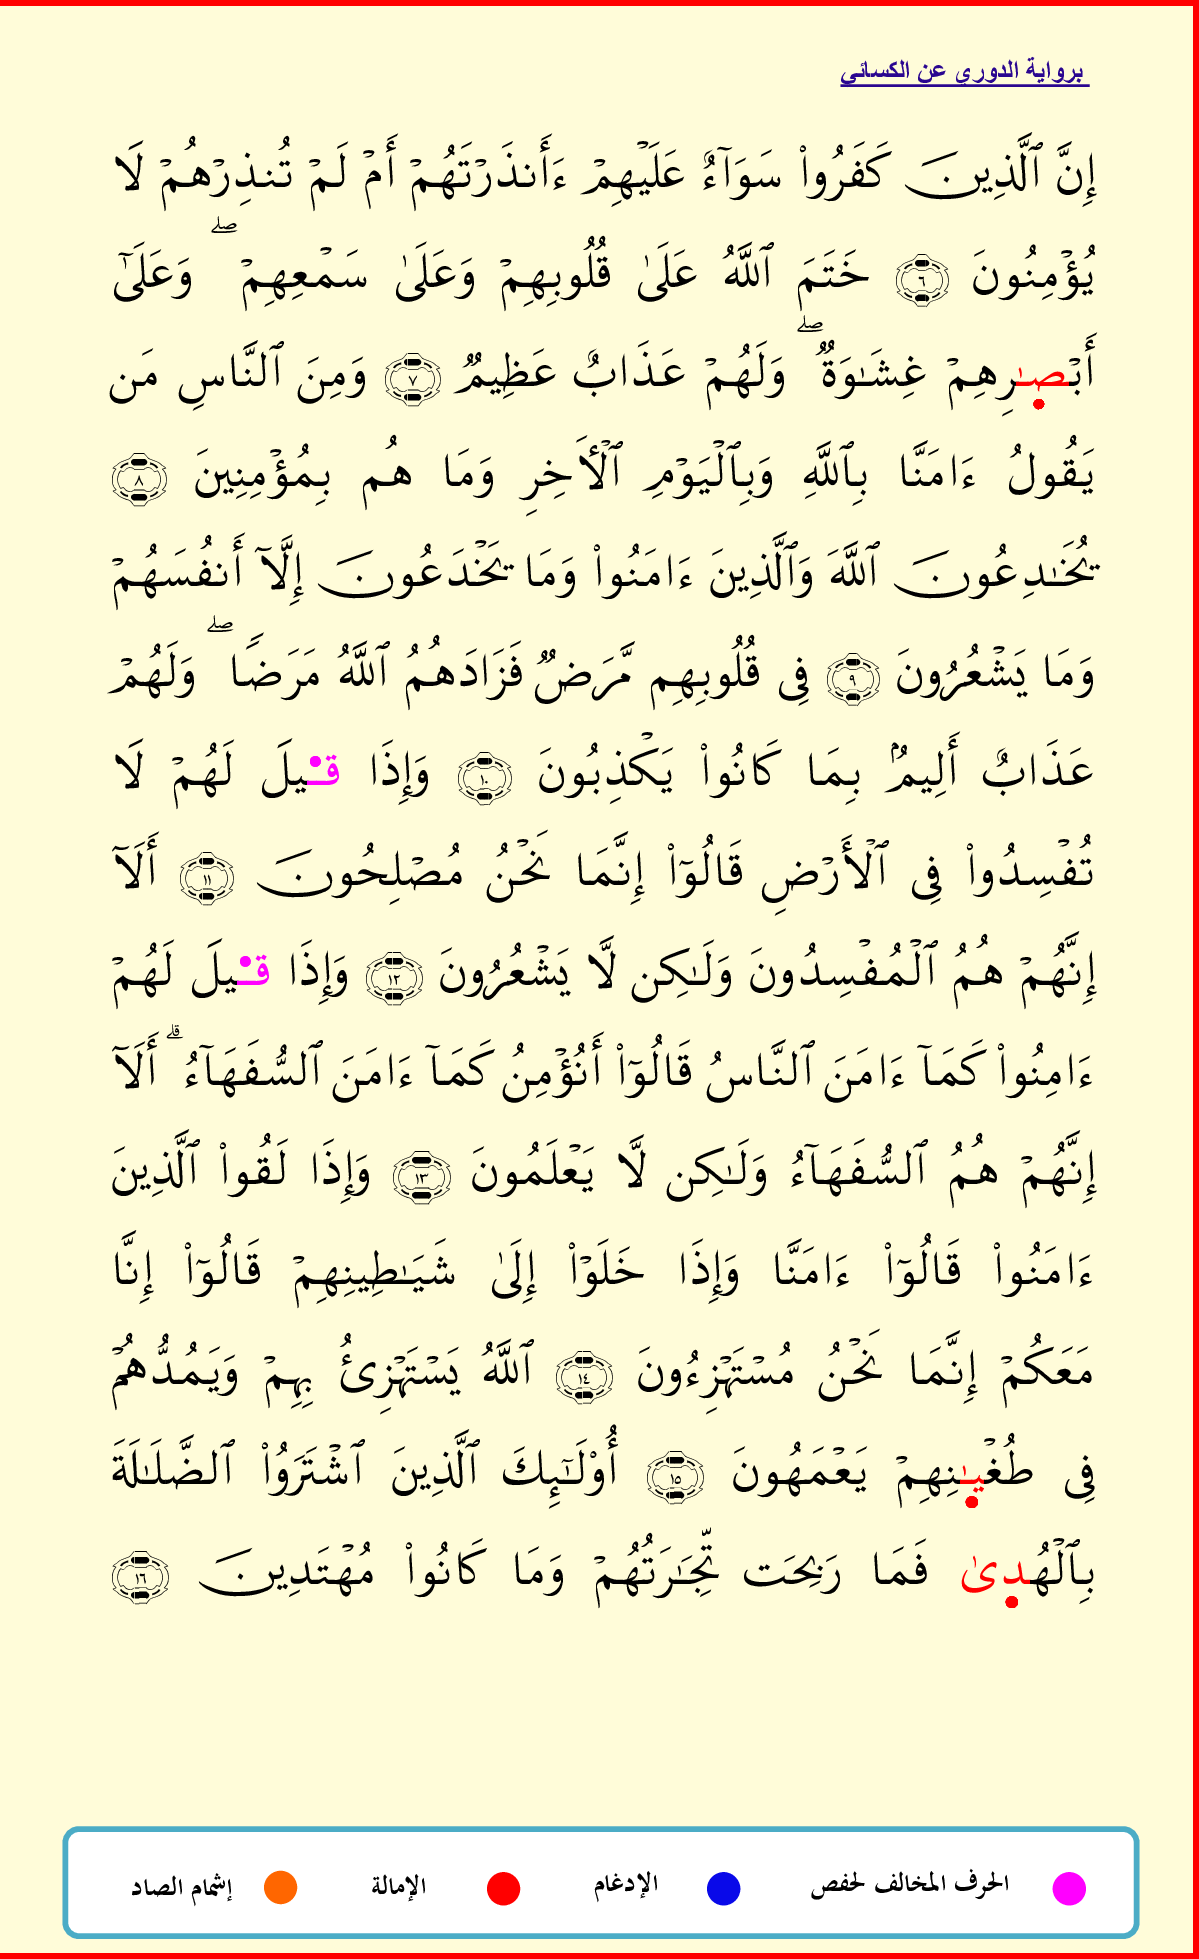 برواية الدوري عن الكسائي
إِنَّ ٱلَّذِينَ كَفَرُوا۟ سَوَآءٌ عَلَيْهِمْ ءَأَنذَرْتَهُمْ أَمْ لَمْ تُنذِرْهُمْ لَا
يُؤْمِنُونَ ٦ خَتَمَ ٱللَّهُ عَلَىٰ قُلُوبِهِمْ وَعَلَىٰ سَمْعِهِمْ ۖ وَعَلَىٰٓ
أَبْصَـٰرِهِمْ غِشَـٰوَةٌ ۖ وَلَهُمْ عَذَابٌ عَظِيمٌ ٧ وَمِنَ ٱلنَّاسِ مَن
يَقُولُ ءَامَنَّا بِٱللَّهِ وَبِٱلْيَوْمِ ٱلْأَخِرِ وَمَا هُم بِمُؤْمِنِينَ ٨
يُخَـٰدِعُونَ ٱللَّهَ وَٱلَّذِينَ ءَامَنُوا۟ وَمَا يَخْدَعُونَ إِلَّآ أَنفُسَهُمْ
وَمَا يَشْعُرُونَ ٩ فِى قُلُوبِهِم مَّرَضٌ فَزَادَهُمُ ٱللَّهُ مَرَضًا ۖ وَلَهُمْ
عَذَابٌ أَلِيمٌۢ بِمَا كَانُوا۟ يَكْذِبُونَ ١٠ وَإِذَا قِيلَ لَهُمْ لَا
تُفْسِدُوا۟ فِى ٱلْأَرْضِ قَالُوٓا۟ إِنَّمَا نَحْنُ مُصْلِحُونَ ١١ أَلَآ
إِنَّهُمْ هُمُ ٱلْمُفْسِدُونَ وَلَـٰكِن لَّا يَشْعُرُونَ ١٢ وَإِذَا قِيلَ لَهُمْ
ءَامِنُوا۟ كَمَآ ءَامَنَ ٱلنَّاسُ قَالُوٓا۟ أَنُؤْمِنُ كَمَآ ءَامَنَ ٱلسُّفَهَآءُ ۗ أَلَآ
إِنَّهُمْ هُمُ ٱلسُّفَهَآءُ وَلَـٰكِن لَّا يَعْلَمُونَ ١٣ وَإِذَا لَقُوا۟ ٱلَّذِينَ
ءَامَنُوا۟ قَالُوٓا۟ ءَامَنَّا وَإِذَا خَلَوْا۟ إِلَىٰ شَيَـٰطِينِهِمْ قَالُوٓا۟ إِنَّا
مَعَكُمْ إِنَّمَا نَحْنُ مُسْتَهْزِءُونَ ١٤ ٱللَّهُ يَسْتَهْزِئُ بِهِمْ وَيَمُدُّهُمْ
فِى طُغْيَـٰنِهِمْ يَعْمَهُونَ ١٥ أُو۟لَـٰٓئِكَ ٱلَّذِينَ ٱشْتَرَوُا۟ ٱلضَّلَـٰلَةَ
بِٱلْهُدىٰ فَمَا رَبِحَت تِّجَـٰرَتُهُمْ وَمَا كَانُوا۟ مُهْتَدِينَ ١٦
الحرف المخالف لحفص الإدغام الإمالة إشمام الصاد